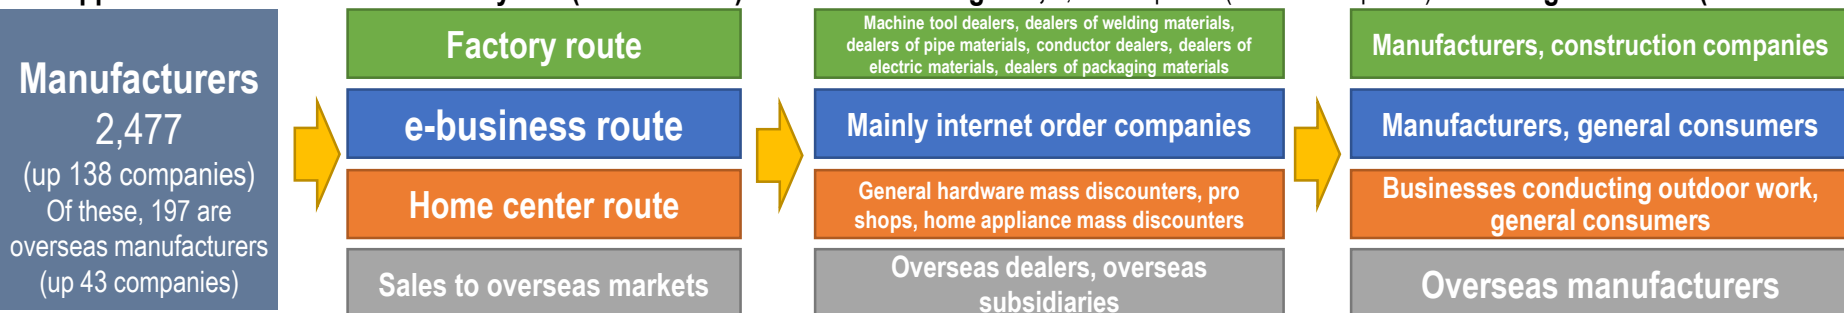 Manufacturers
2,477
(up 138 companies)
Of these, 197 are
overseas manufacturers
(up 43 companies)
Factory route
e-business route
Home center route
Sales to overseas markets
Machine tool dealers, dealers of welding materials,
dealers of pipe materials, conductor dealers, dealers of
electric materials, dealers of packaging materials
Mainly internet order companies
General hardware mass discounters, pro
shops, home appliance mass discounters
Overseas dealers, overseas
subsidiaries
Manufacturers, construction companies
Manufacturers, general consumers
Businesses conducting outdoor work,
general consumers
Overseas manufacturers